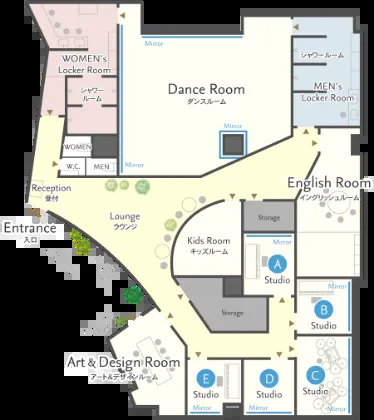 WOMEN's
Locker Room
シャワー
ルーム
Mirror
Dance Room
ダンスルーム
Mirror
Mirror
Mirror
シャワールーム
MEN's
Locker Room
WOMEN
W.C.
MEN
Reception
受付
Entrance
入口
Lounge
ラウンジ
English Room
イングリッシュルーム
Kids Room
キッズルーム
Storage
Mirror
A
Studio
Storage
B
Studio
Mirror
Art & Design Room
アート&デザインルーム
E
Studio
Mirror
D
Studio
Mirror
C
Studio
Mirror